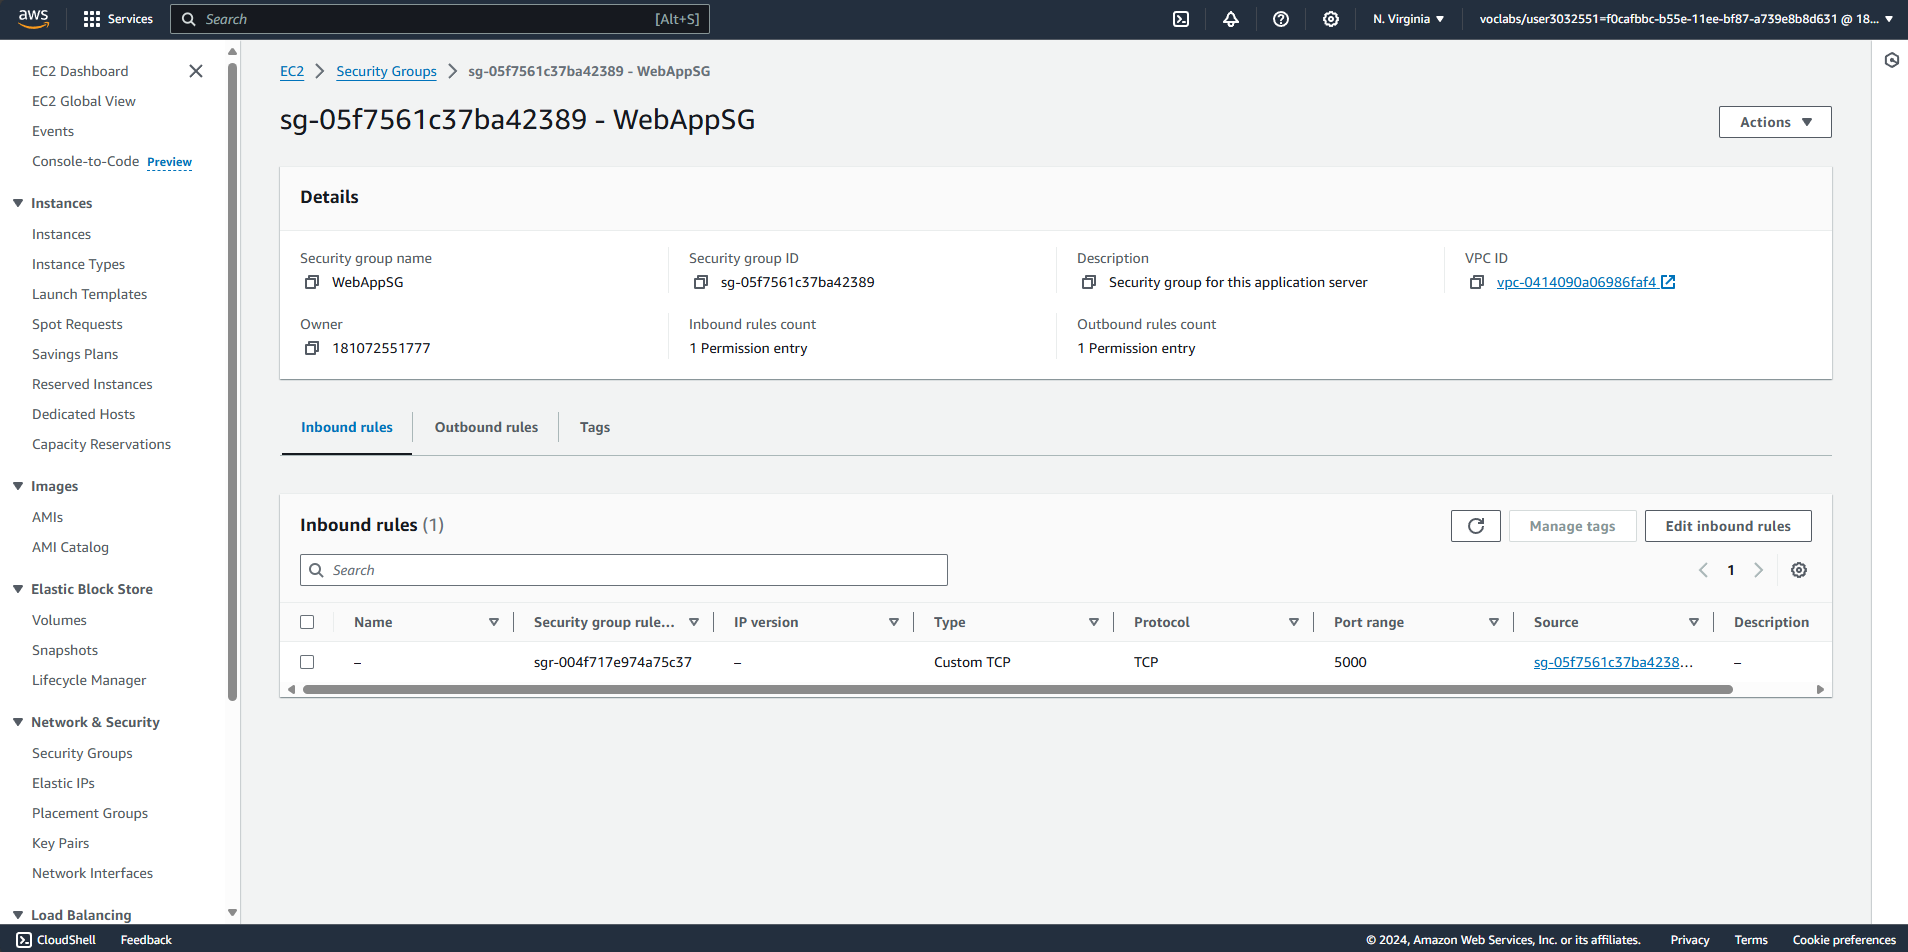 aws
Services
Search
[Alt+S]
N. Virginia
voclabs/user3032551=f0cafbbc-b55e-11ee-bf87-a739e8b8d631 @ 18...
EC2 Dashboard
EC2 Global View
Events
Console-to-Code Preview
Instances
Instances
Instance Types
Launch Templates
Spot Requests
Savings Plans
Reserved Instances
Dedicated Hosts
Capacity Reservations
Images
AMIs
AMI Catalog
Elastic Block Store
Volumes
Snapshots
Lifecycle Manager
Network & Security
Security Groups
Elastic IPs
Placement Groups
Key Pairs
Network Interfaces
Load Balancing
EC2 > Security Groups > sg-05f7561c37ba42389 - WebAppSG
sg-05f7561c37ba42389 - WebAppSG
Actions
Details
Security group name
WebAppSG
Security group ID
sg-05f7561c37ba42389
Description
Security group for this application server
VPC ID
vpc-0414090a06986faf4
Owner
181072551777
Inbound rules count
1 Permission entry
Outbound rules count
1 Permission entry
Inbound rules
Outbound rules
Tags
Inbound rules (1)
Manage tags
Edit inbound rules
Search
1
Name
Security group rule...
IP version
Type
Protocol
Port range
Source
Description
–
sgr-004f717e974a75c37
–
Custom TCP
TCP
5000
sg-05f7561c37ba4238...
–
CloudShell
Feedback
© 2024, Amazon Web Services, Inc. or its affiliates.
Privacy
Terms
Cookie preferences